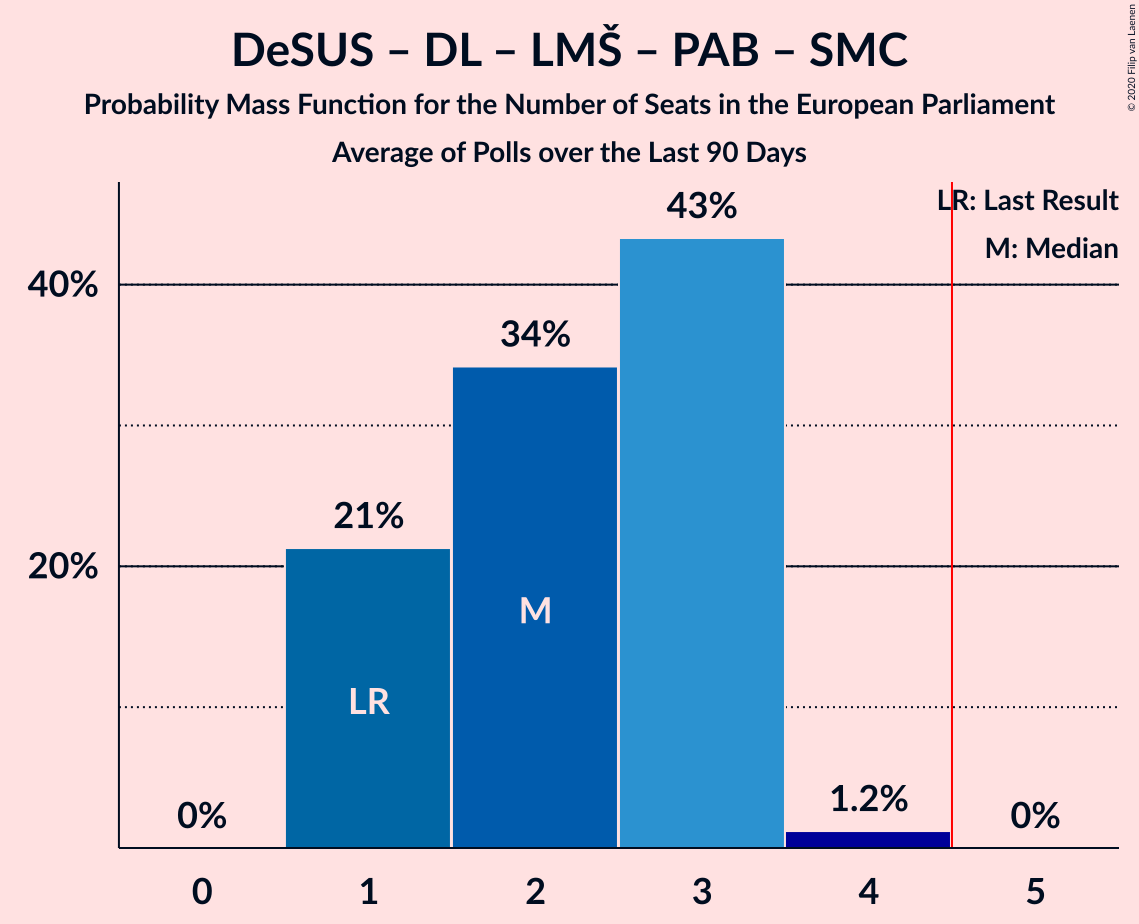 DeSUS – DL – LMŠ – PAB – SMC
Probability Mass Function for the Number of Seats in the European Parliament
Average of Polls over the Last 90 Days
© 2020 Filip van Laenen
LR: Last Result
M: Median
43%
40%
34%
21%
20%
M
LR
1.2%
0%
0%
0 1 2 3 4 5